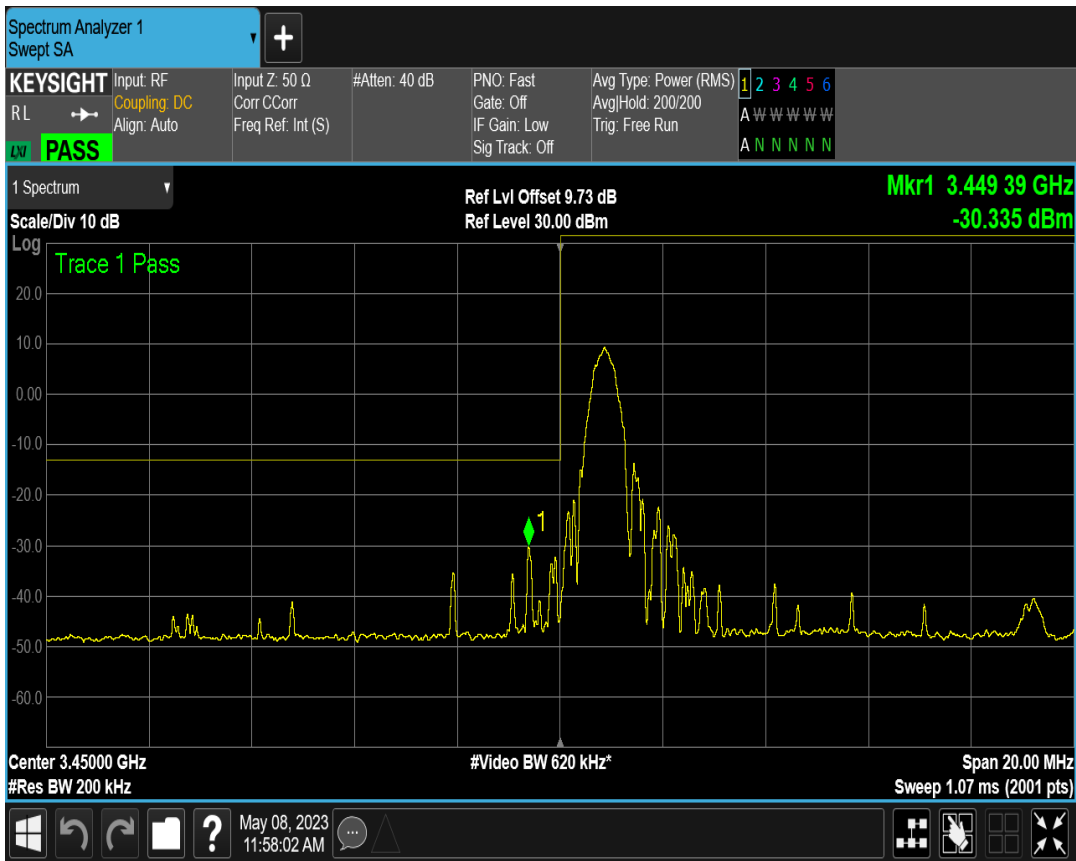 Spectrum Analyzer 1
Swept SA
+
KEYSIGHT
R L
LXI PASS
Input: RF
Coupling: DC
Align: Auto
Input Z: 50 Ω
Corr CCorr
Freq Ref: Int (S)
#Atten: 40 dB
PNO: Fast
Gate: Off
IF Gain: Low
Sig Track: Off
Avg Type: Power (RMS)
Avg|Hold: 200/200
Trig: Free Run
1 2 3 4 5 6
A W W W W W
A N N N N N
1 Spectrum
Scale/Div 10 dB
Ref Lvl Offset 9.73 dB
Ref Level 30.00 dBm
Mkr1 3.449 39 GHz
-30.335 dBm
Log
Trace 1 Pass
20.0
10.0
0.00
-10.0
-20.0
1
-30.0
-40.0
-50.0
-60.0
Center 3.45000 GHz
#Res BW 200 kHz
#Video BW 620 kHz*
Span 20.00 MHz
Sweep 1.07 ms (2001 pts)
?
May 08, 2023
11:58:02 AM